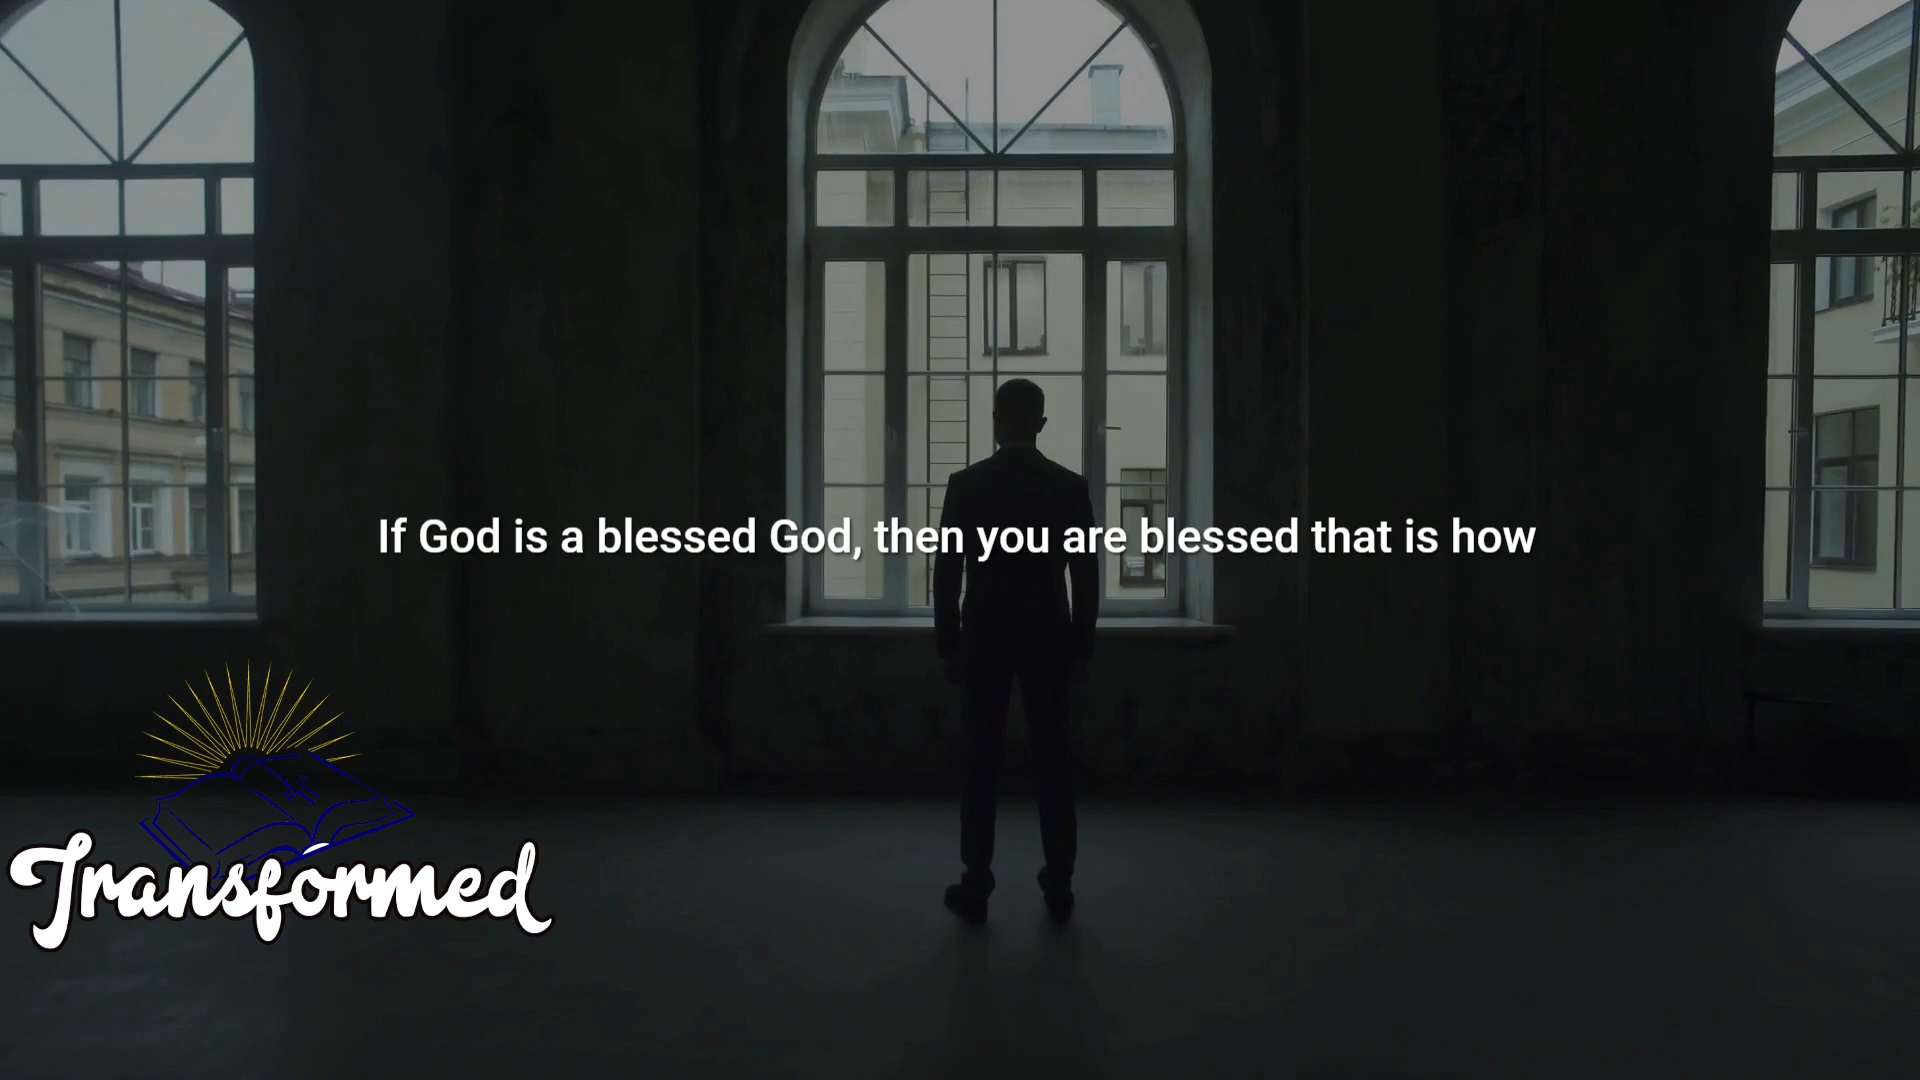 If God is a blessed God, then you are blessed that is how
Transformed